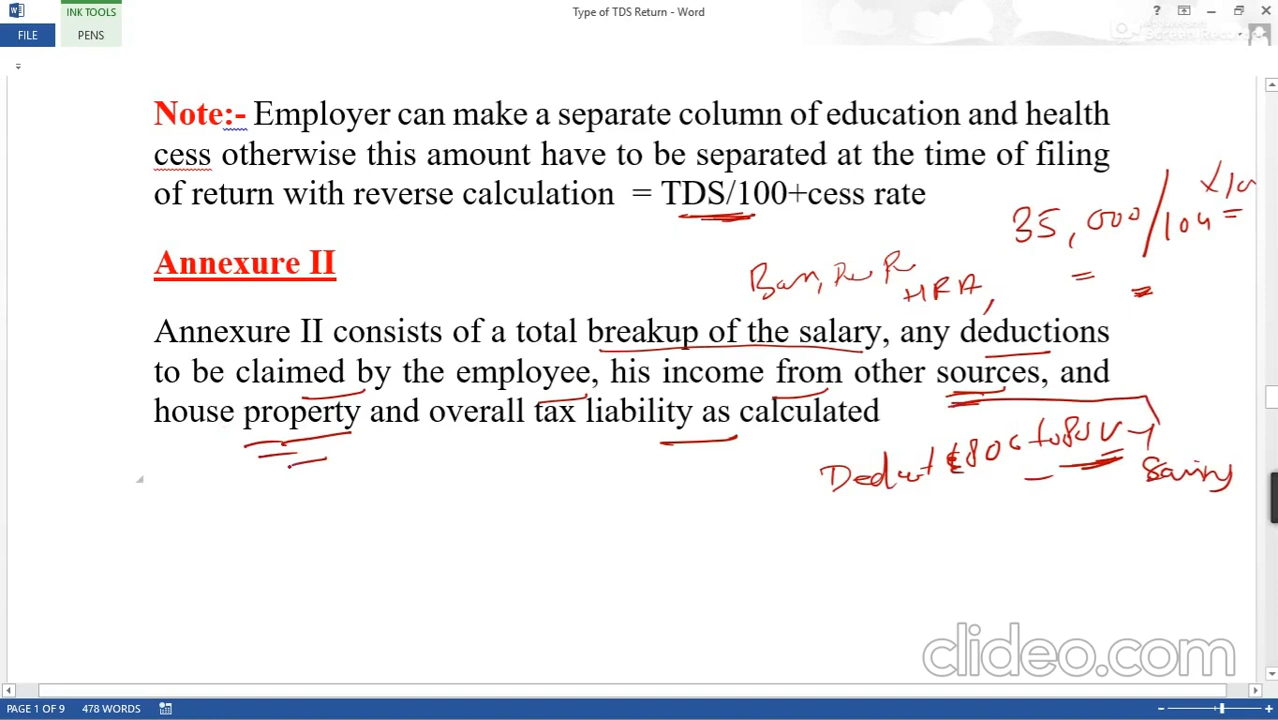 INK TOOLS
Type of TDS Return - Word
?
FILE
PENS
Screen Recorder
Note:- Employer can make a separate column of education and health
cess otherwise this amount have to be separated at the time of filing
of return with reverse calculation = TDS/100+cess rate
35,000/104
Annexure II
HRA,
Annexure II consists of a total breakup of the salary, any deductions
to be claimed by the employee, his income from other sources, and
house property and overall tax liability as calculated
Saving
clideo.com
PAGE 1 OF 9
478 WORDS